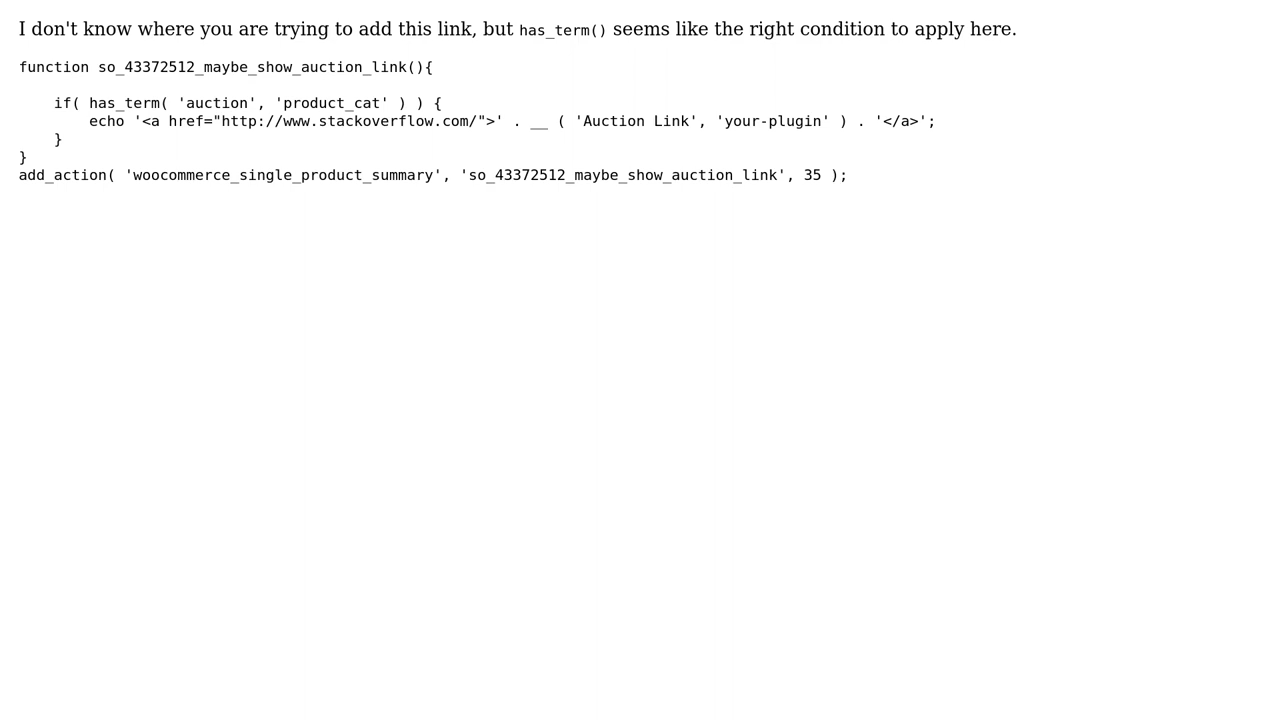 I don't know where you are trying to add this link, but has_term() seems like the right condition to apply here.
function so_43372512_maybe_show_auction_link(){
    if( has_term( 'auction', 'product_cat' ) ) {
        echo '<a href="http://www.stackoverflow.com/">' . __ ( 'Auction Link', 'your-plugin' ) . '</a>';
    }
}
add_action( 'woocommerce_single_product_summary', 'so_43372512_maybe_show_auction_link', 35 );